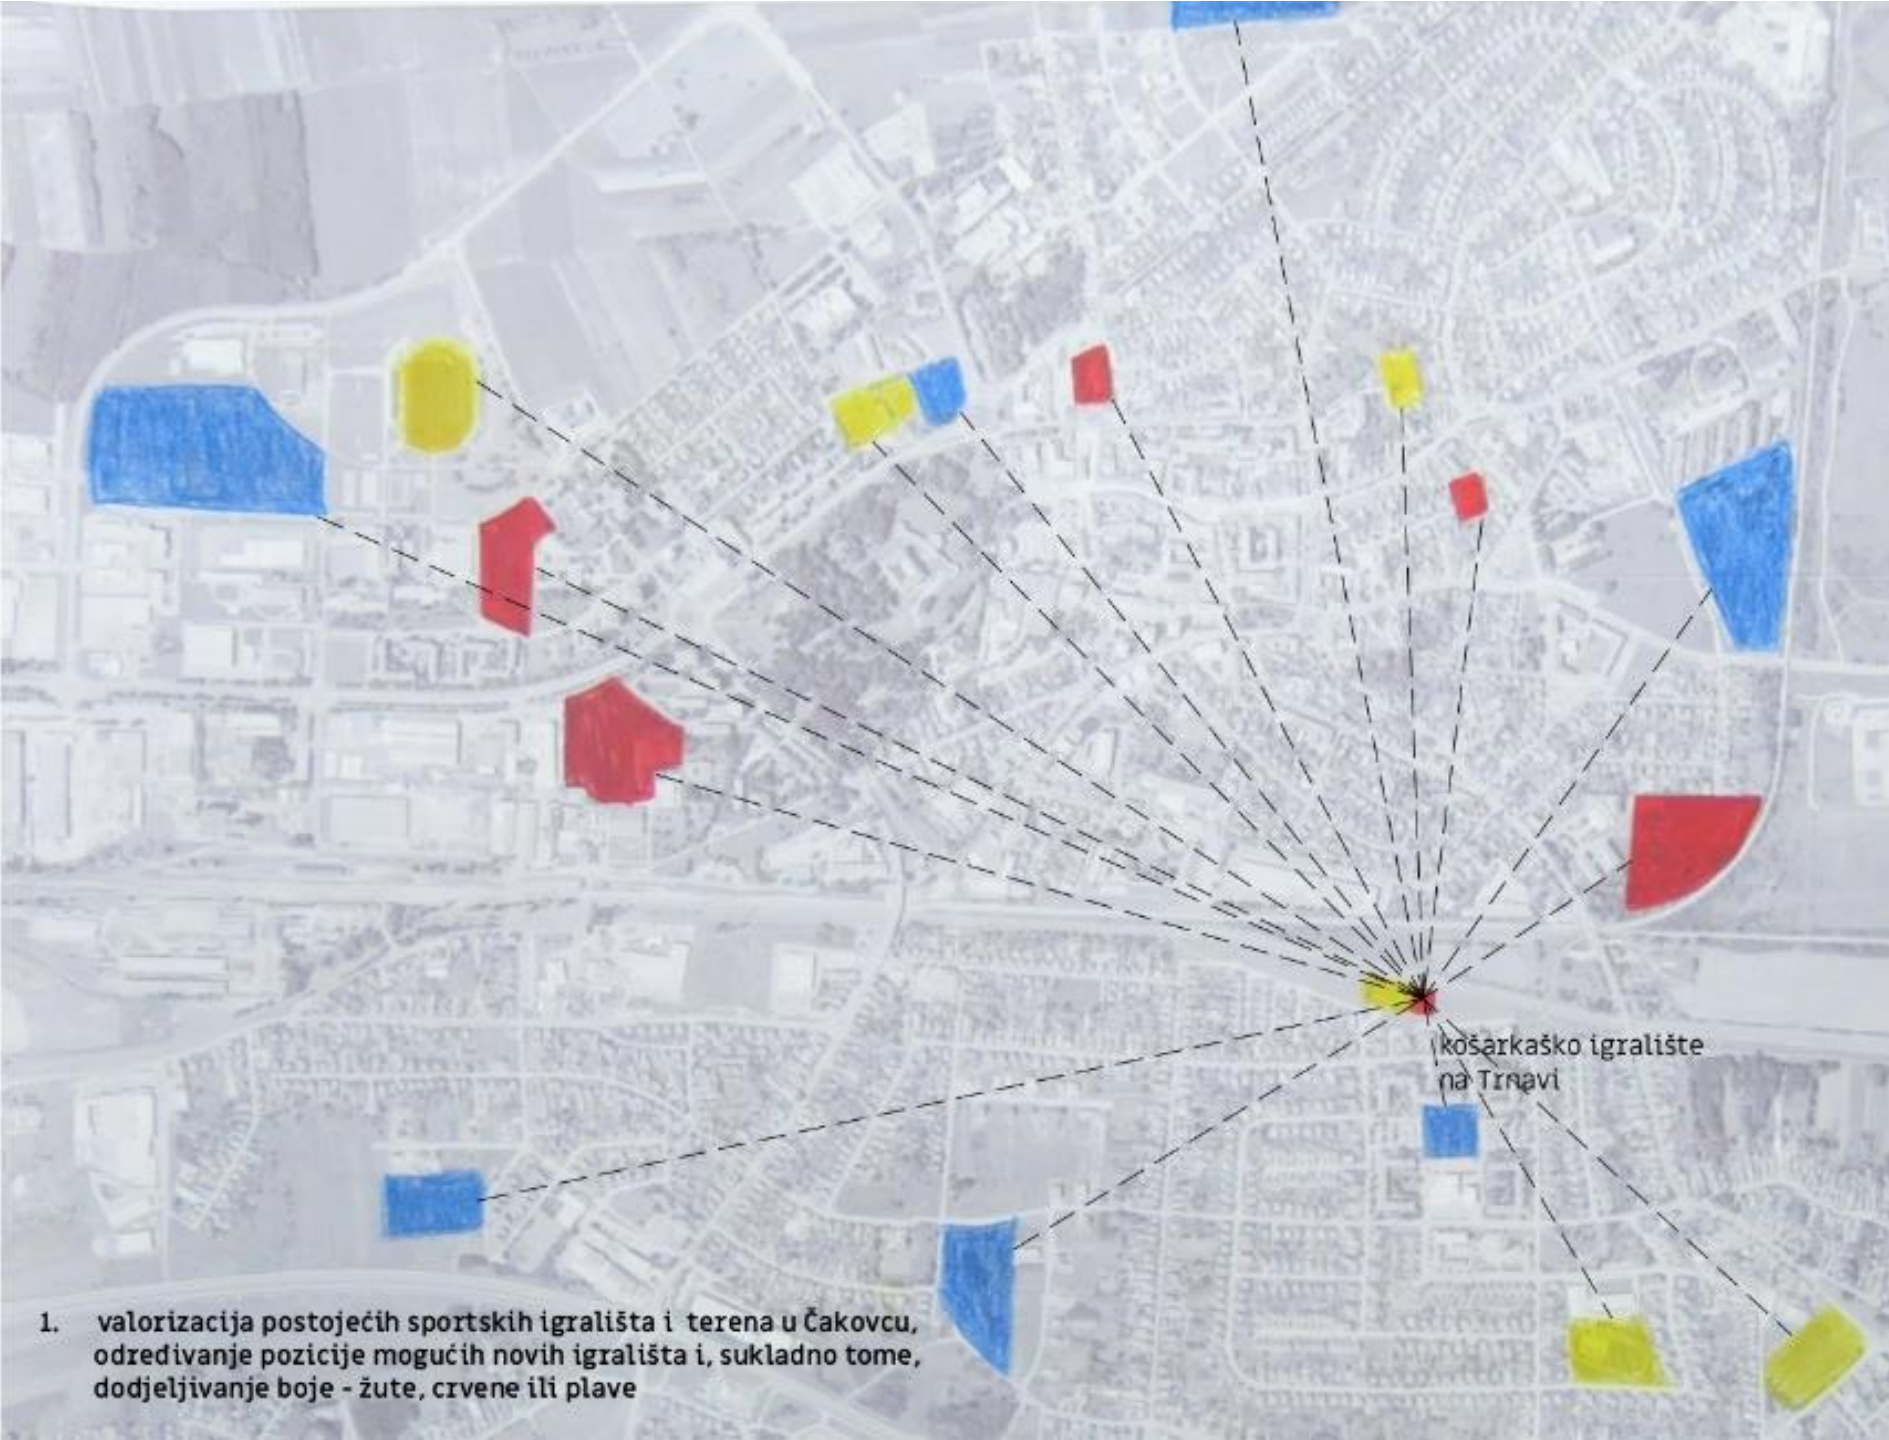 košarkaško igralište
na Trnavi
1. valorizacija postojećih sportskih igrališta i terena u Čakovcu,
određivanje pozicije mogućih novih igrališta i, sukladno tome,
dodjeljivanje boje - žute, crvene ili plave